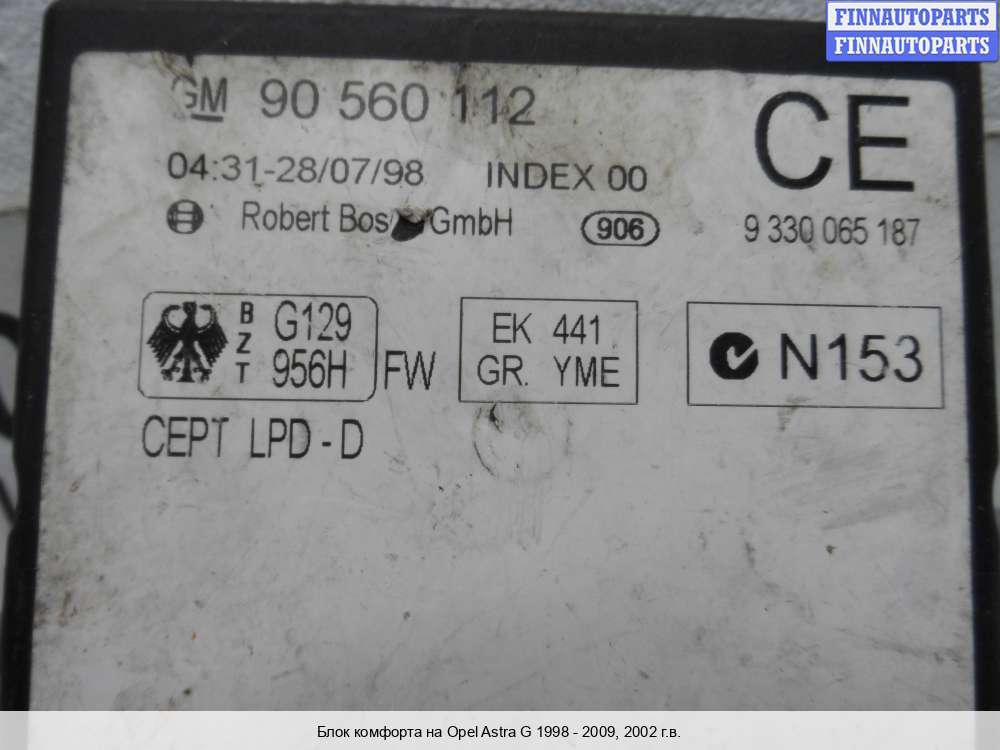 FINNAUTOPARTS
FINNAUTOPARTS
GM 90 560 112
CE
04:31-28/07/98 INDEX 00
Robert Bos GmbH 906 9 330 065 187
BZT G129
956H FW
EK 441
GR. YME
N153
CEPT LPD - D
Блок комфорта на Opel Astra G 1998 - 2009, 2002 г.в.